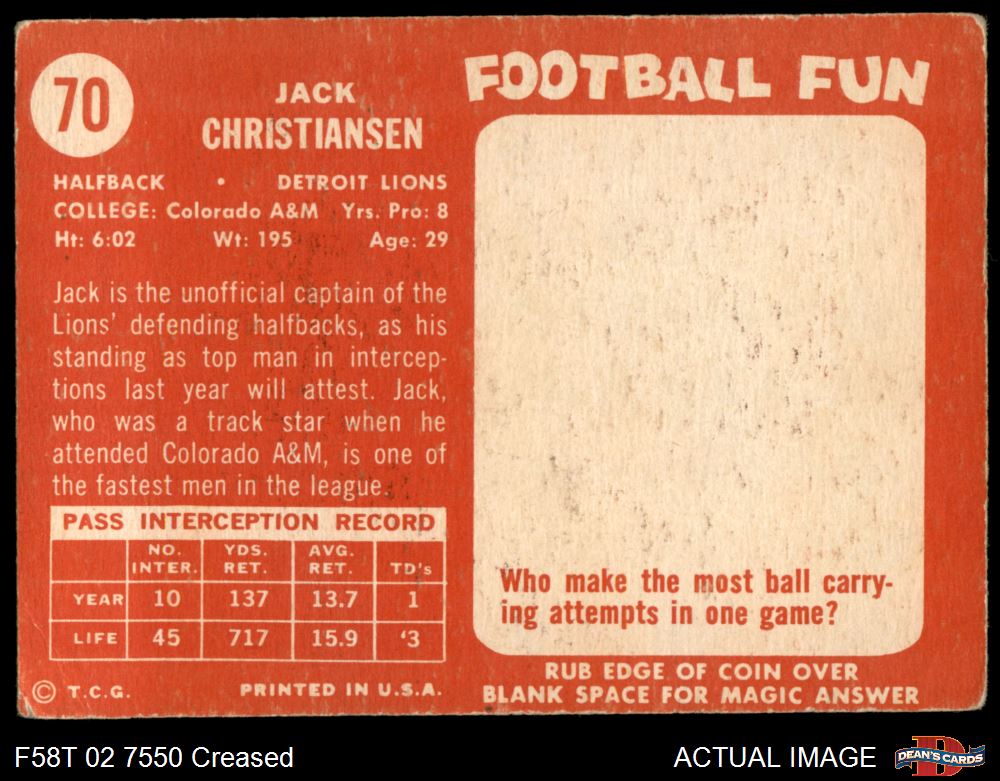 70
JACK
CHRISTIANSEN
HALFBACK • DETROIT LIONS
COLLEGE: Colorado A&M Yrs. Pro: 8
Ht: 6:02 Wt: 195 Age: 29
Jack is the unofficial captain of the
Lions' defending halfbacks, as his
standing as top man in intercep-
tions last year will attest. Jack,
who was a track star when he
attended Colorado A&M, is one of
the fastest men in the league.
PASS INTERCEPTION RECORD
NO. INTER. YDS. RET. AVG. RET. TD's
YEAR 10 137 13.7 1
LIFE 45 717 15.9 '3
© T.C.G. PRINTED IN U.S.A.
FOOTBALL FUN
Who make the most ball carry-
ing attempts in one game?
RUB EDGE OF COIN OVER
BLANK SPACE FOR MAGIC ANSWER
F58T 02 7550 Creased
ACTUAL IMAGE
D
DEAN'S CARDS